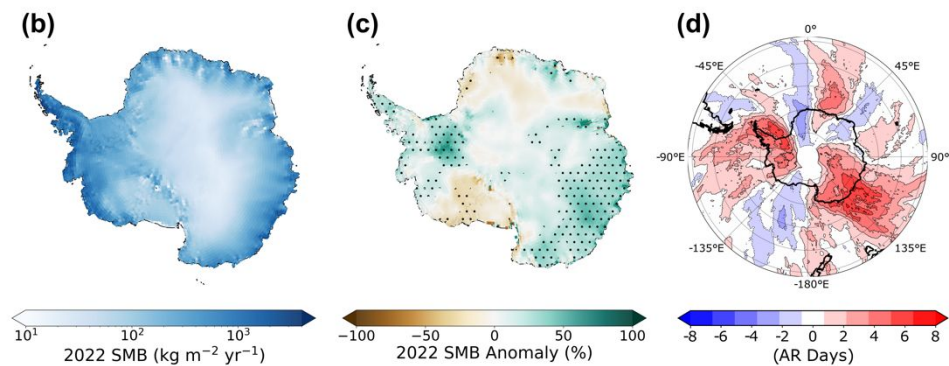 (b)
(c)
(d)
0°
-45°E
45°E
-90°E
90°
-135°E
135°E
-180°E
10¹ 10² 10³
2022 SMB (kg m⁻² yr⁻¹)
−100 −50 0 50 100
2022 SMB Anomaly (%)
-8 -6 -4 -2 0 2 4 6 8
(AR Days)